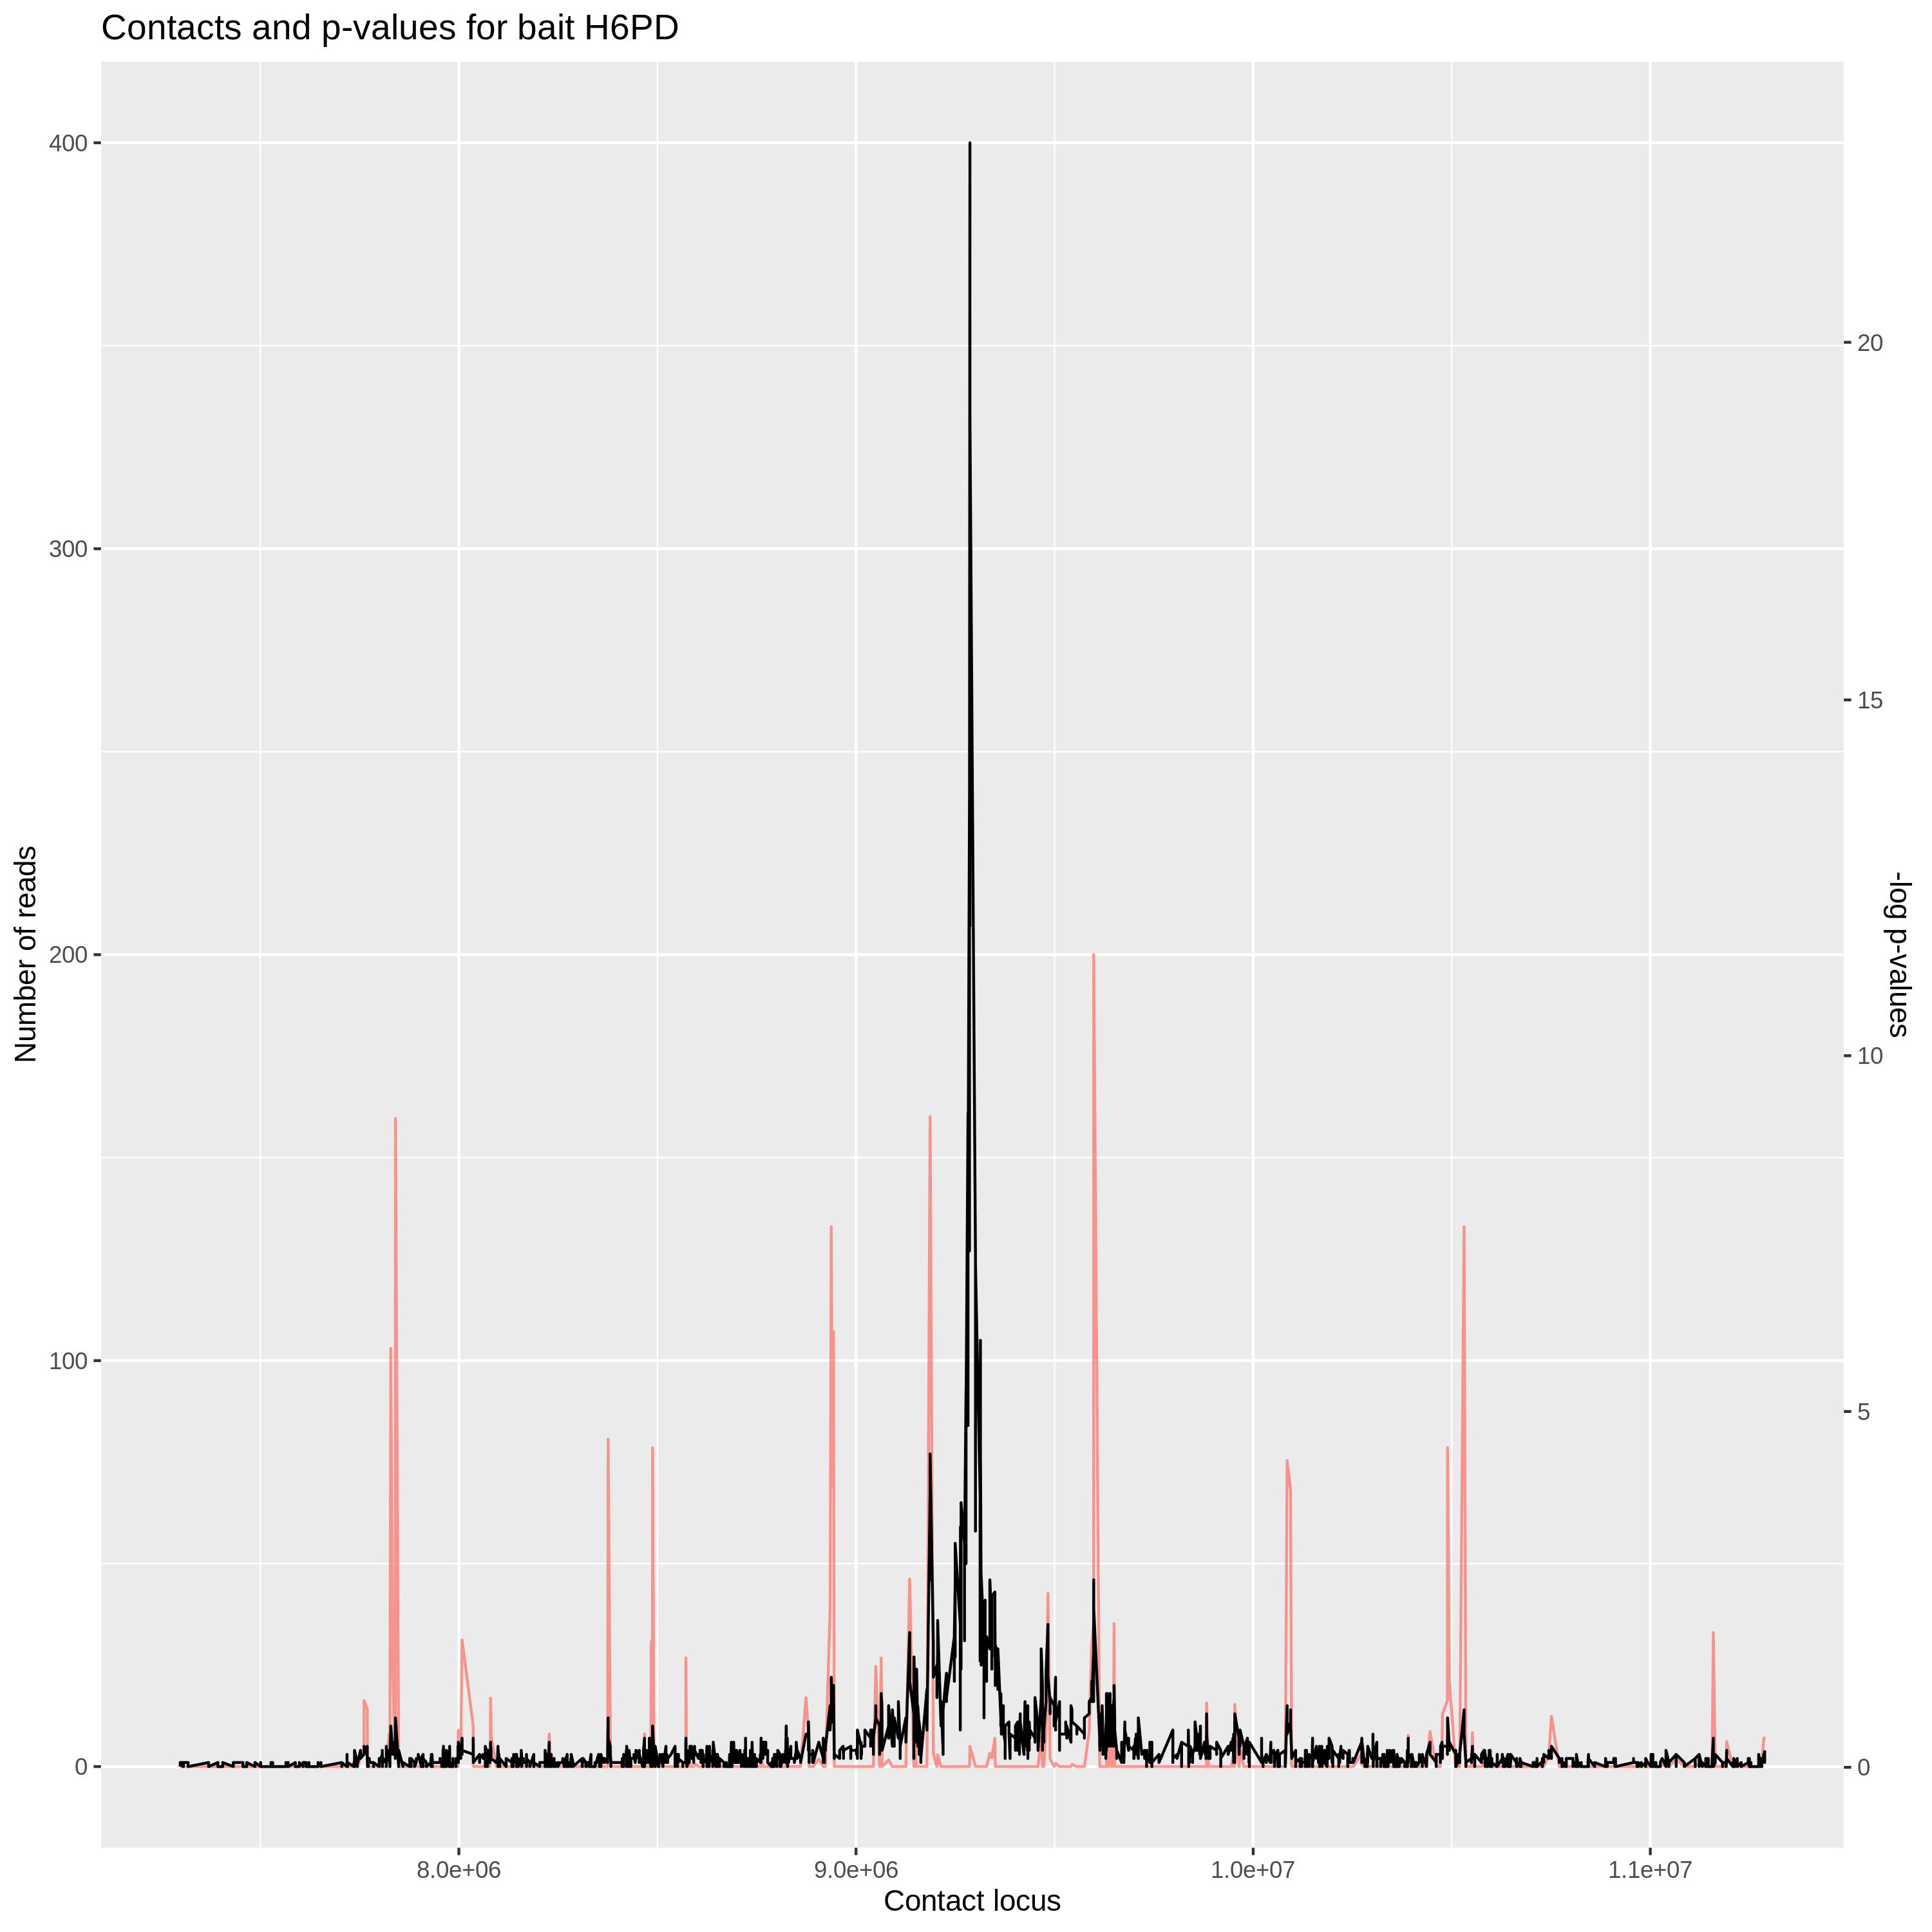 Contacts and p-values for bait H6PD
400
300
200
100
0
Number of reads
20
15
10
5
0
-log p-values
8.0e+06
9.0e+06
1.0e+07
1.1e+07
Contact locus